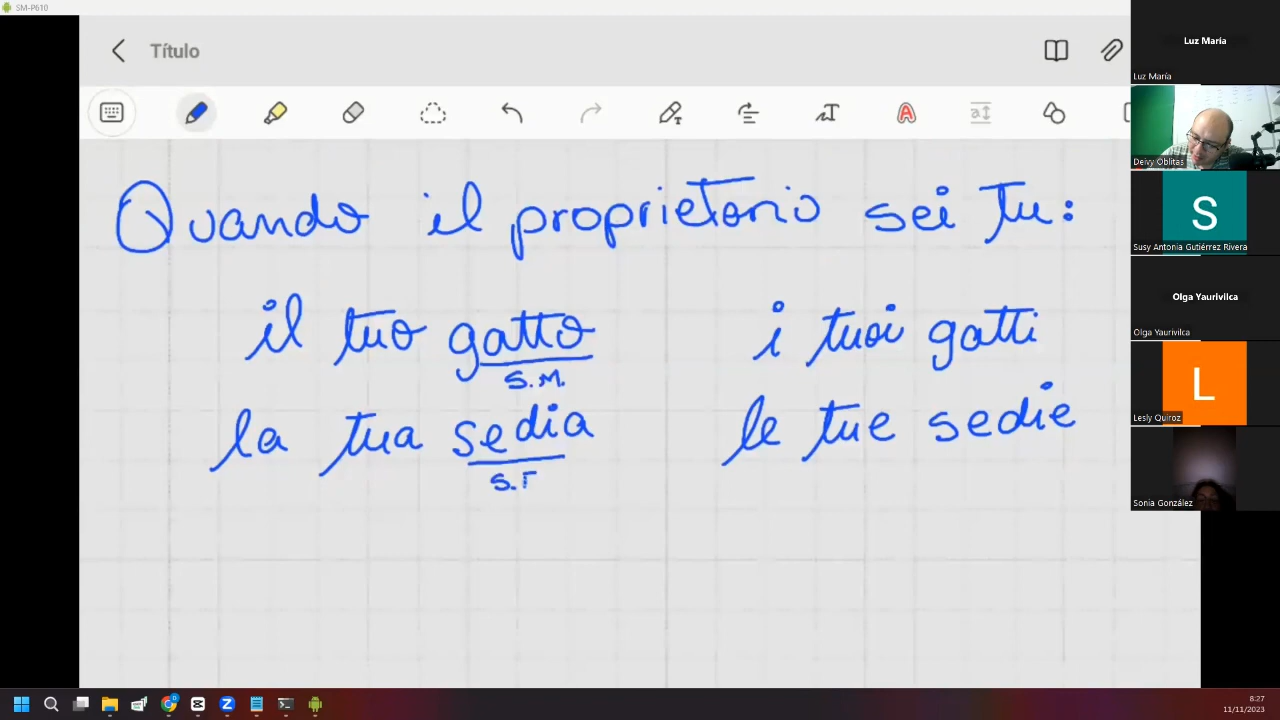 SM-P610
Título
Quando il proprietario sei tu:
il tuo gatto i tuoi gatti
S.M.
la tua sedia le tue sedie
S.F
Luz María
Luz María
Deivy Oblitas
S
Susy Antonia Gutiérrez Rivera
Olga Yaurivilca
Olga Yaurivilca
L
Lesly Quiroz
Sonia González
8:27
11/11/2023